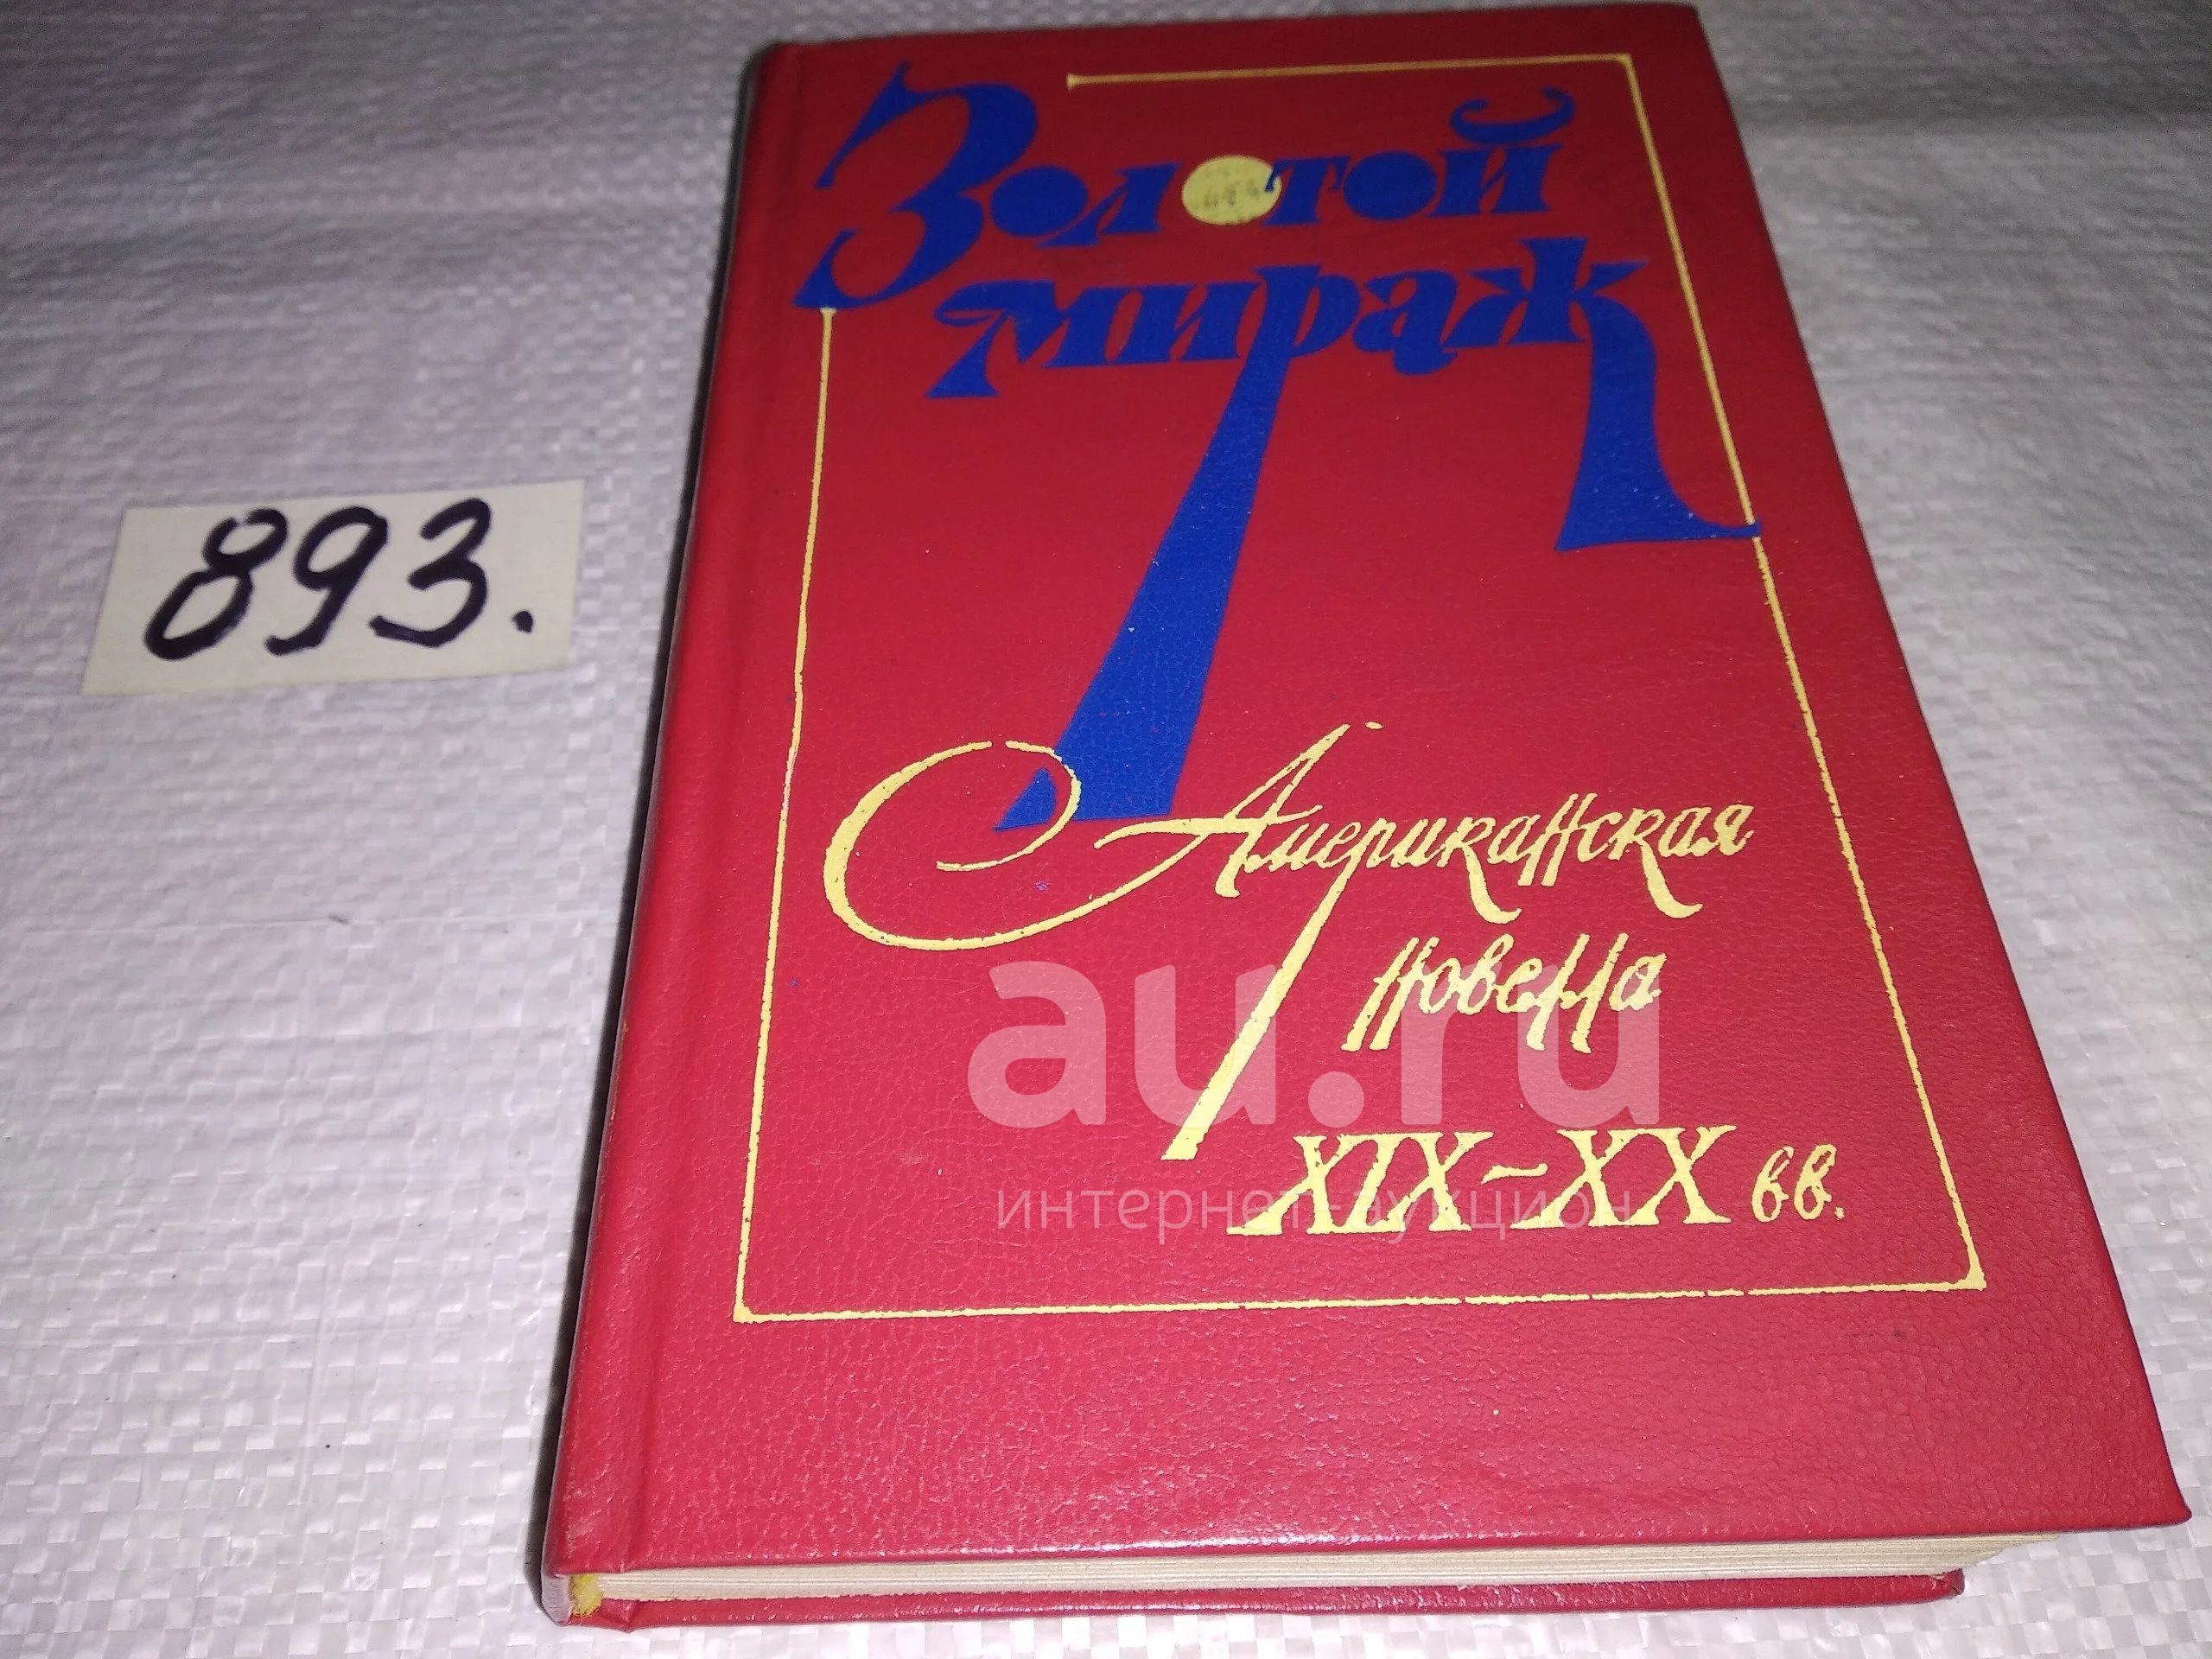 Золотой
мираж
893.
Американская
новелла
XIX-XX вв.
au.ru
интернет-аукцион